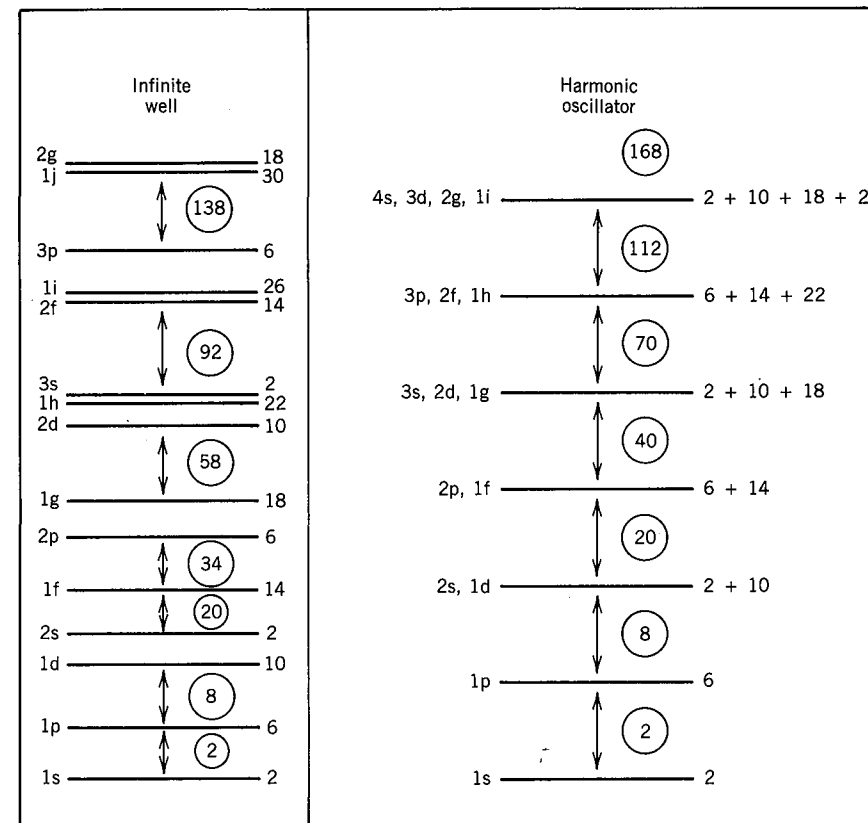 Infinite
well
2g 18
1j 30
138
3p 6
1i 26
2f 14
92
3s 2
1h 22
2d 10
58
1g 18
2p 6
34
1f 14
20
2s 2
1d 10
8
1p 6
2
1s 2
Harmonic
oscillator
168
4s, 3d, 2g, 1i 2 + 10 + 18 + 2
112
3p, 2f, 1h 6 + 14 + 22
70
3s, 2d, 1g 2 + 10 + 18
40
2p, 1f 6 + 14
20
2s, 1d 2 + 10
8
1p 6
2
1s 2